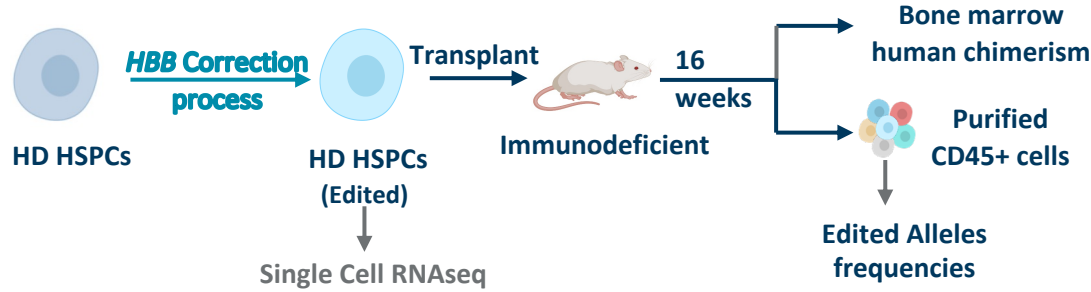 HBB Correction
process
HD HSPCs
HD HSPCs
(Edited)
Single Cell RNAseq
Transplant
Immunodeficient
16
weeks
Bone marrow
human chimerism
Purified
CD45+ cells
Edited Alleles
frequencies